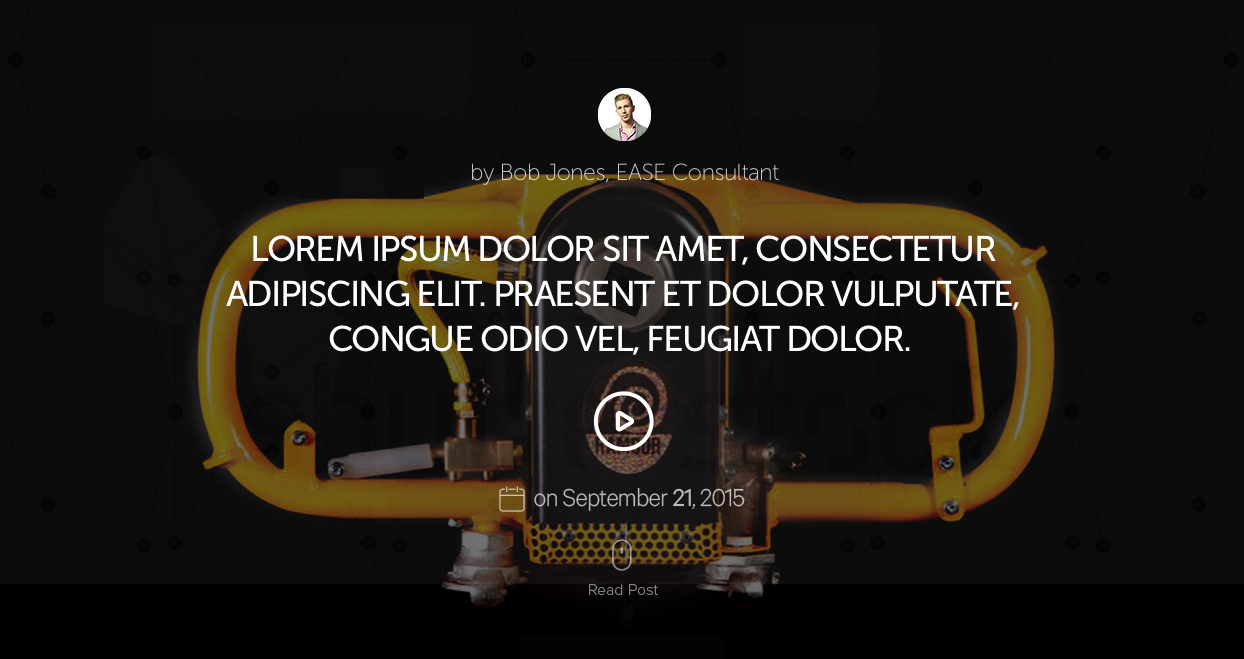 by Bob Jones, EASE Consultant
LOREM IPSUM DOLOR SIT AMET, CONSECTETUR
ADIPISCING ELIT. PRAESENT ET DOLOR VULPUTATE,
CONGUE ODIO VEL, FEUGIAT DOLOR.
on September 21, 2015
Read Post